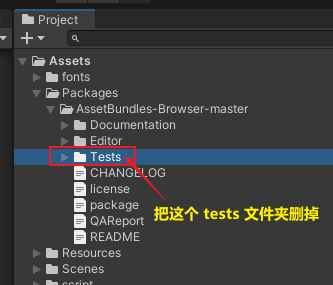 Project
Assets
fonts
Packages
AssetBundles-Browser-master
Documentation
Editor
Tests
CHANGELOG
license
package
把这个 tests 文件夹删掉
QAReport
README
Resources
Scenes
script